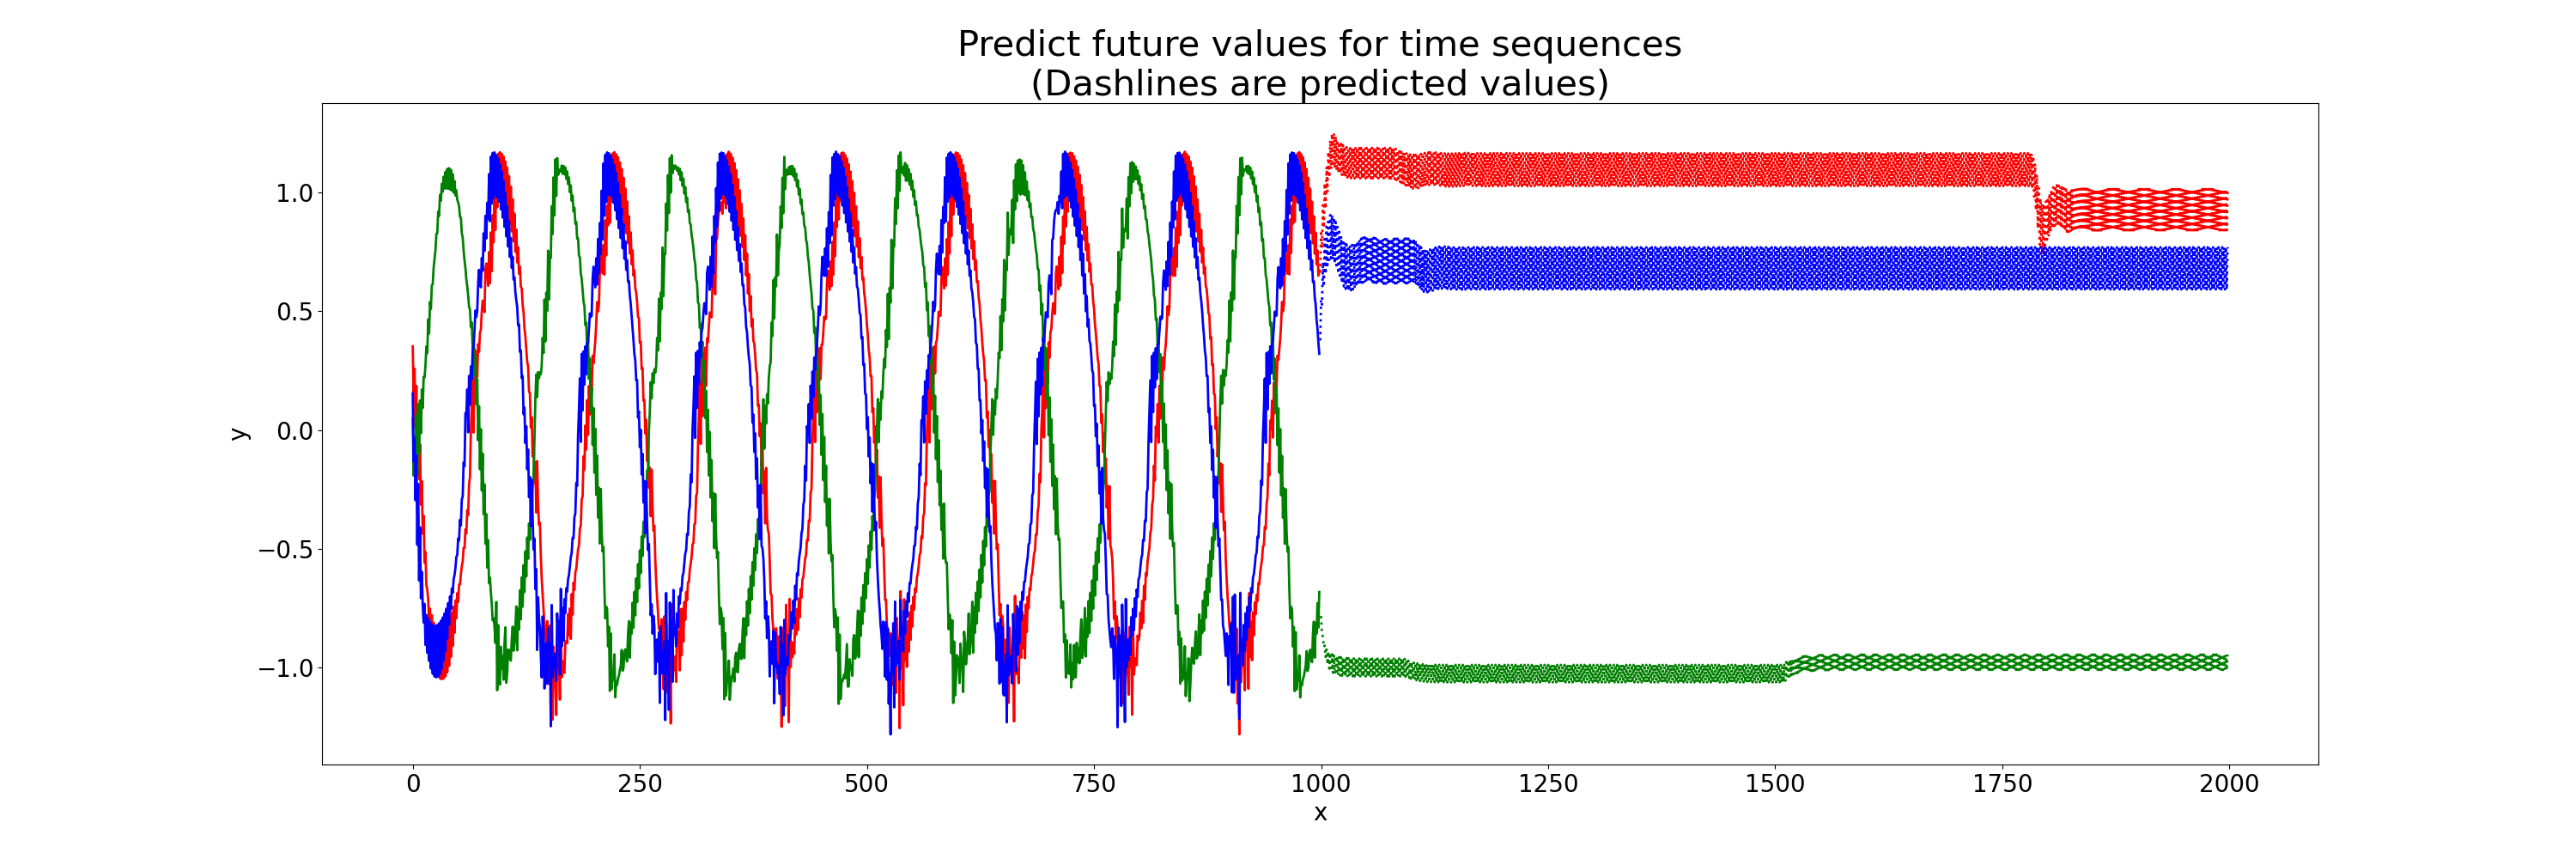 Predict future values for time sequences
(Dashlines are predicted values)
y
1.0
0.5
0.0
−0.5
−1.0
0 250 500 750 1000 1250 1500 1750 2000
x